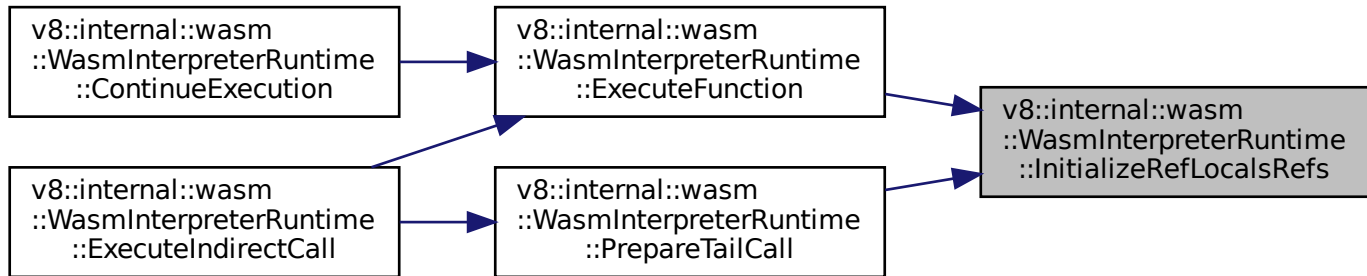 v8::internal::wasm
::WasmInterpreterRuntime
::ContinueExecution
v8::internal::wasm
::WasmInterpreterRuntime
::ExecuteFunction
v8::internal::wasm
::WasmInterpreterRuntime
::InitializeRefLocalsRefs
v8::internal::wasm
::WasmInterpreterRuntime
::ExecuteIndirectCall
v8::internal::wasm
::WasmInterpreterRuntime
::PrepareTailCall